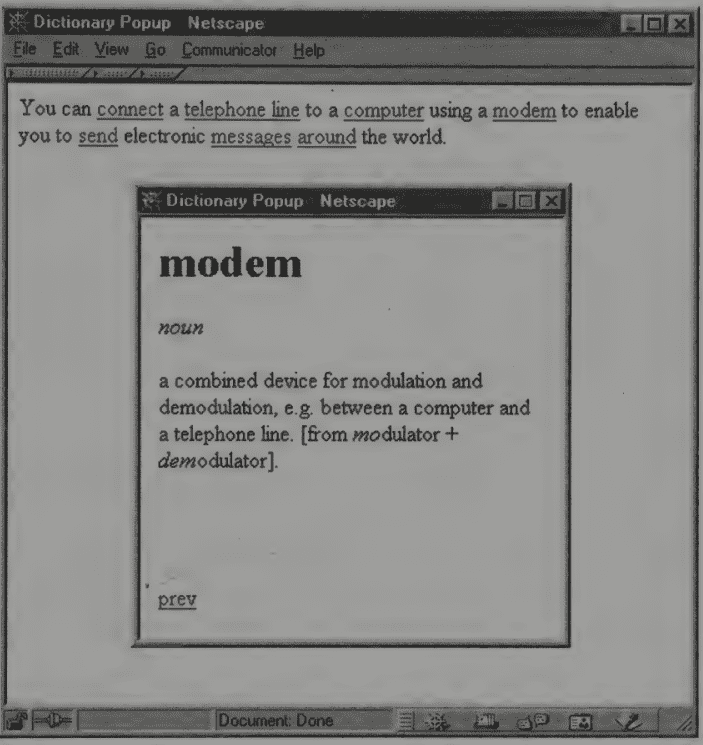 Dictionary Popup Netscape
File Edit View Go Communicator Help
You can connect a telephone line to a computer using a modem to enable
you to send electronic messages around the world.
Dictionary Popup Netscape
modem
noun
a combined device for modulation and
demodulation, e.g. between a computer and
a telephone line. [from modulator +
demodulator].
prev
Document: Done